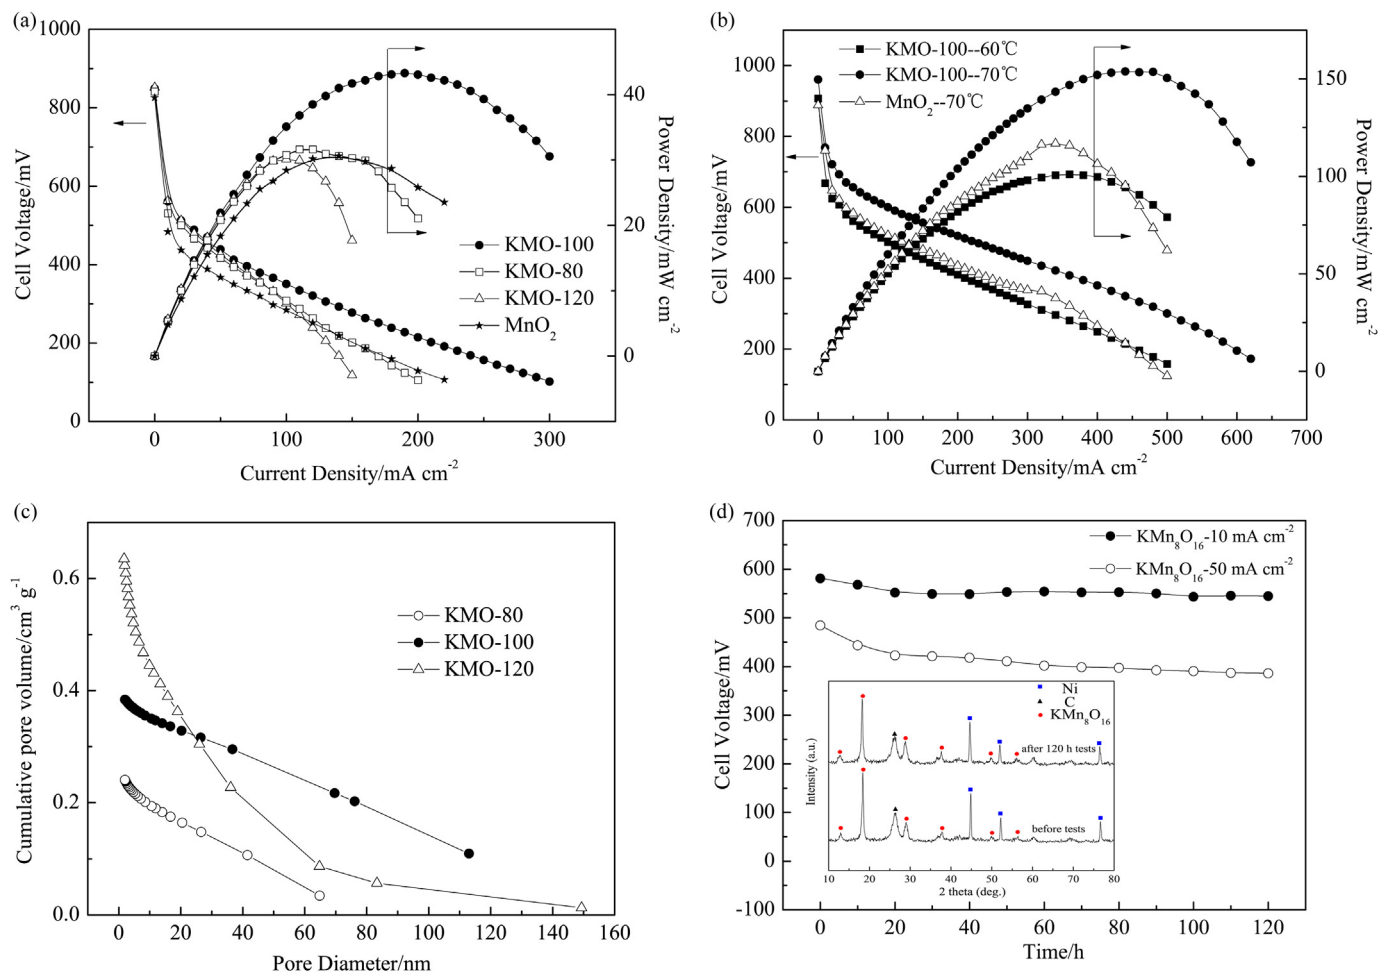 (a)
1000
800
600
400
200
0
Cell Voltage/mV
40
20
0
Power Density/mW cm-2
KMO-100
KMO-80
KMO-120
MnO2
0 100 200 300
Current Density/mA cm-2
(b)
1000
800
600
400
200
0
Cell Voltage/mV
KMO-100--60℃
KMO-100--70℃
MnO2--70℃
150
100
50
0
Power Density/mW cm-2
0 100 200 300 400 500 600 700
Current Density/mA cm-2
(c)
0.6
0.4
0.2
0.0
Cumulative pore volume/cm3 g-1
KMO-80
KMO-100
KMO-120
0 20 40 60 80 100 120 140 160
Pore Diameter/nm
(d)
700
600
500
400
300
200
100
0
-100
Cell Voltage/mV
KMn8O16-10 mA cm-2
KMn8O16-50 mA cm-2
Ni
C
KMn8O16
after 120 h tests
before tests
Intensity (a.u.)
10 20 30 40 50 60 70 80
2 theta (deg.)
0 20 40 60 80 100 120
Time/h